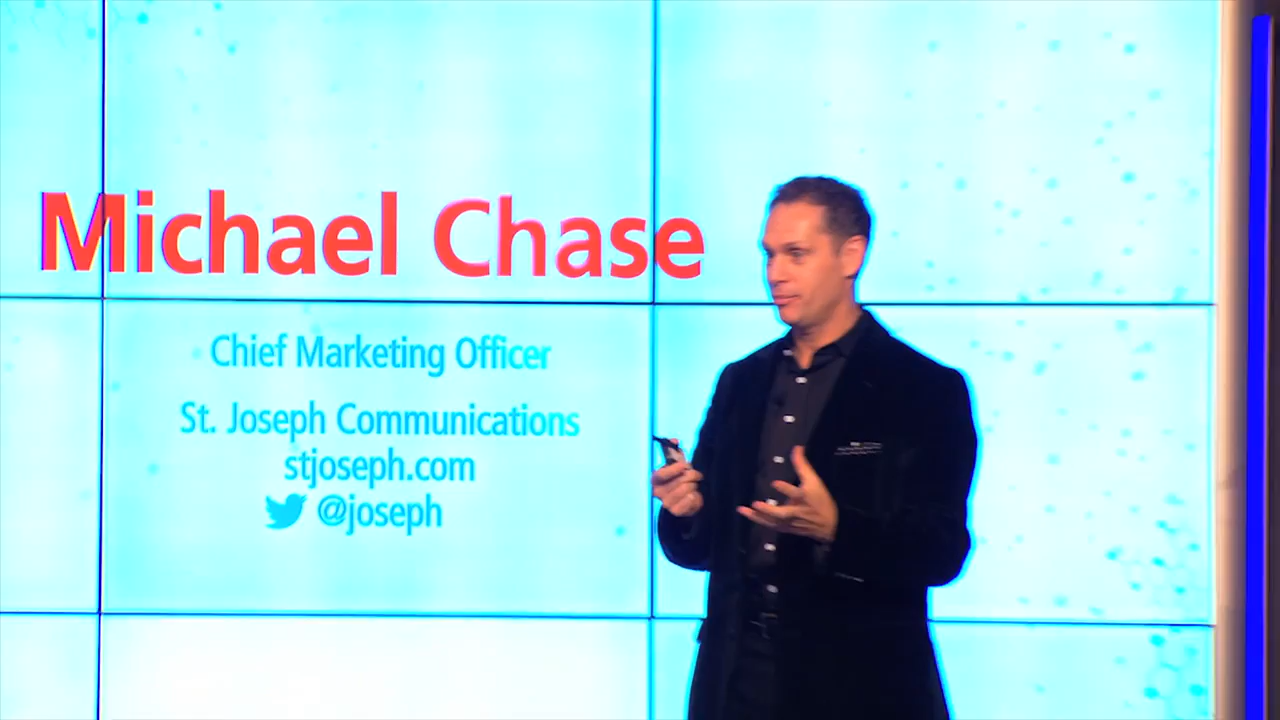 Michael Chase
Chief Marketing Officer
St. Joseph Communications
stjoseph.com
@joseph